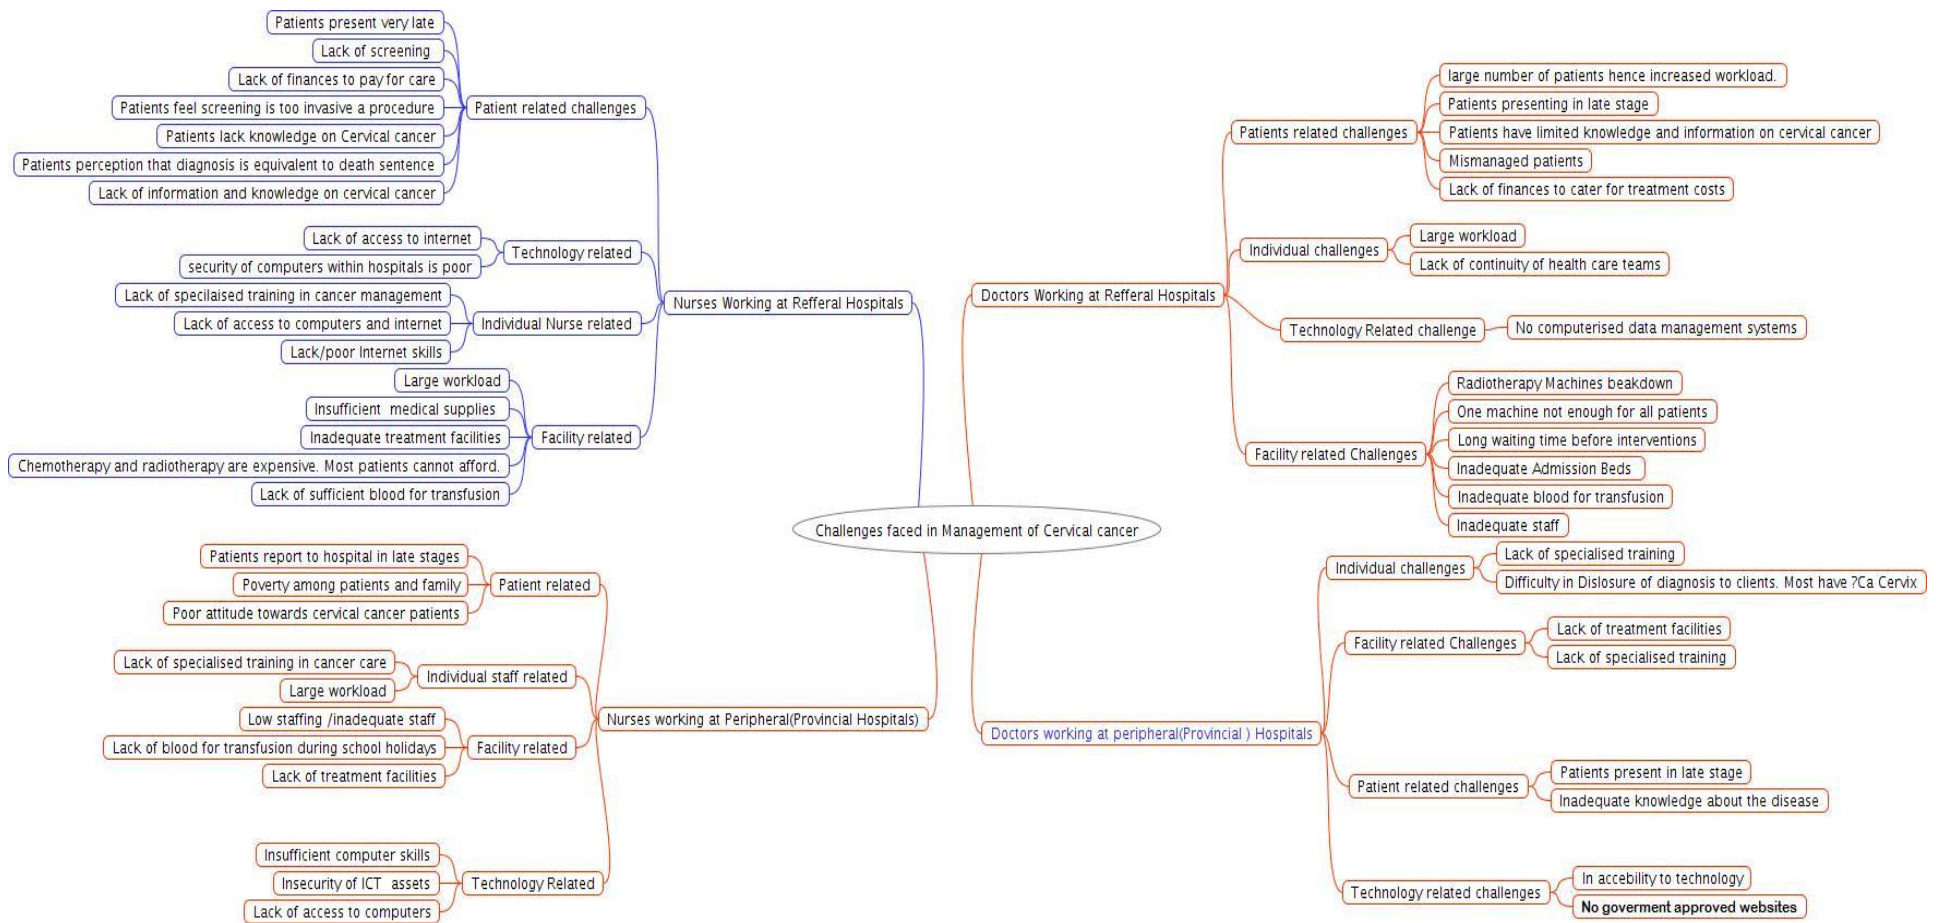 Challenges faced in Management of Cervical cancer
Nurses Working at Refferal Hospitals
Patient related challenges
Patients present very late
Lack of screening
Lack of finances to pay for care
Patients feel screening is too invasive a procedure
Patients lack knowledge on Cervical cancer
Patients perception that diagnosis is equivalent to death sentence
Lack of information and knowledge on cervical cancer
Technology related
Lack of access to internet
security of computers within hospitals is poor
Individual Nurse related
Lack of specilaised training in cancer management
Lack of access to computers and internet
Lack/poor Internet skills
Facility related
Large workload
Insufficient medical supplies
Inadequate treatment facilities
Chemotherapy and radiotherapy are expensive. Most patients cannot afford.
Lack of sufficient blood for transfusion
Nurses working at Peripheral(Provincial Hospitals)
Patient related
Patients report to hospital in late stages
Poverty among patients and family
Poor attitude towards cervical cancer patients
Individual staff related
Lack of specialised training in cancer care
Large workload
Facility related
Low staffing /inadequate staff
Lack of blood for transfusion during school holidays
Lack of treatment facilities
Technology Related
Insufficient computer skills
Insecurity of ICT assets
Lack of access to computers
Doctors Working at Refferal Hospitals
Patients related challenges
large number of patients hence increased workload.
Patients presenting in late stage
Patients have limited knowledge and information on cervical cancer
Mismanaged patients
Lack of finances to cater for treatment costs
Individual challenges
Large workload
Lack of continuity of health care teams
Technology Related challenge
No computerised data management systems
Facility related Challenges
Radiotherapy Machines beakdown
One machine not enough for all patients
Long waiting time before interventions
Inadequate Admission Beds
Inadequate blood for transfusion
Inadequate staff
Doctors working at peripheral(Provincial ) Hospitals
Individual challenges
Lack of specialised training
Difficulty in Dislosure of diagnosis to clients. Most have ?Ca Cervix
Facility related Challenges
Lack of treatment facilities
Lack of specialised training
Patient related challenges
Patients present in late stage
Inadequate knowledge about the disease
Technology related challenges
In accebility to technology
No goverment approved websites